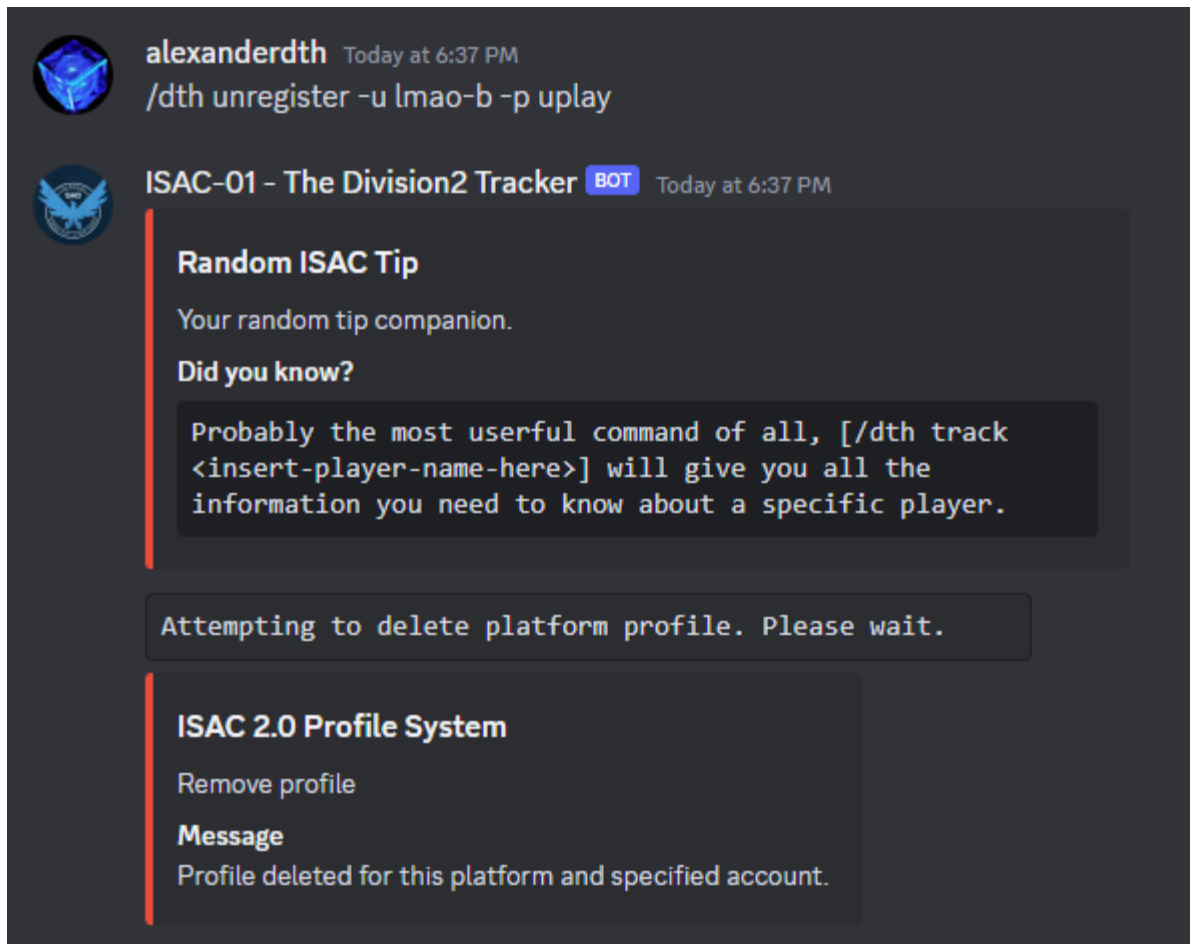 alexanderdth Today at 6:37 PM
/dth unregister -u lmao-b -p uplay
ISAC-01 - The Division2 Tracker BOT Today at 6:37 PM
Random ISAC Tip
Your random tip companion.
Did you know?
Probably the most userful command of all, [/dth track
<insert-player-name-here>] will give you all the
information you need to know about a specific player.
Attempting to delete platform profile. Please wait.
ISAC 2.0 Profile System
Remove profile
Message
Profile deleted for this platform and specified account.